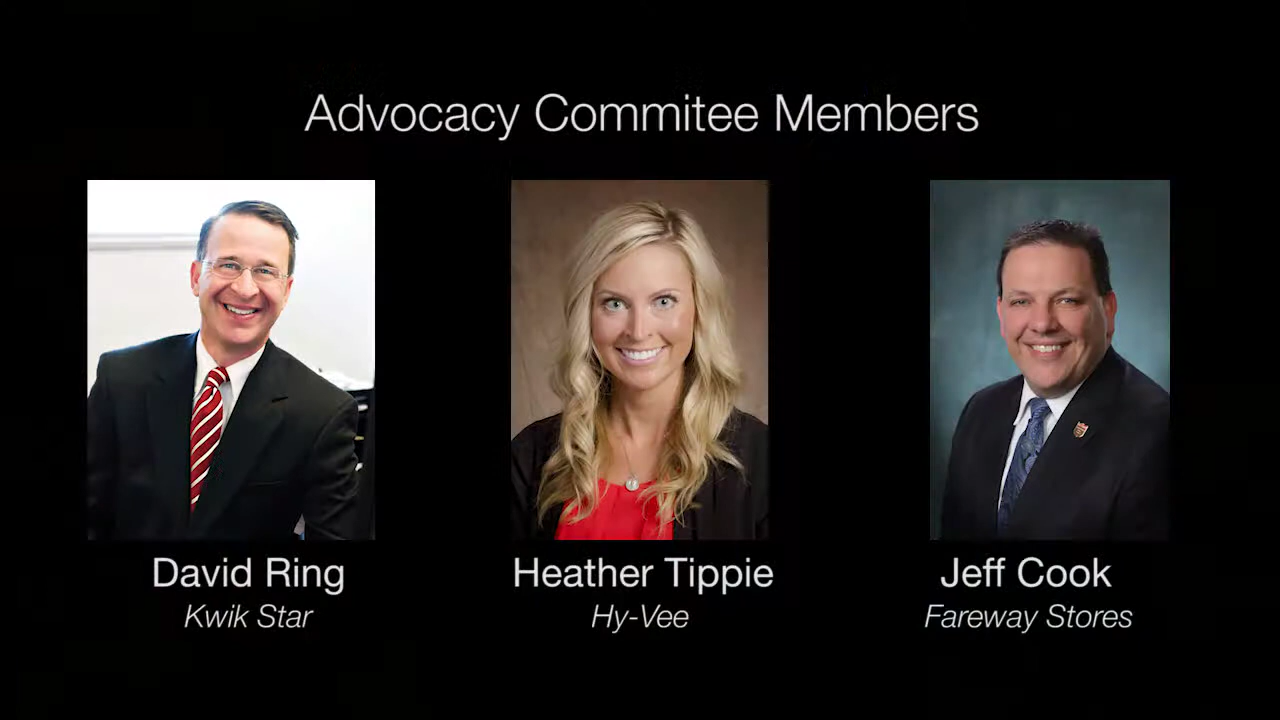 Advocacy Commitee Members
David Ring
Kwik Star
Heather Tippie
Hy-Vee
Jeff Cook
Fareway Stores